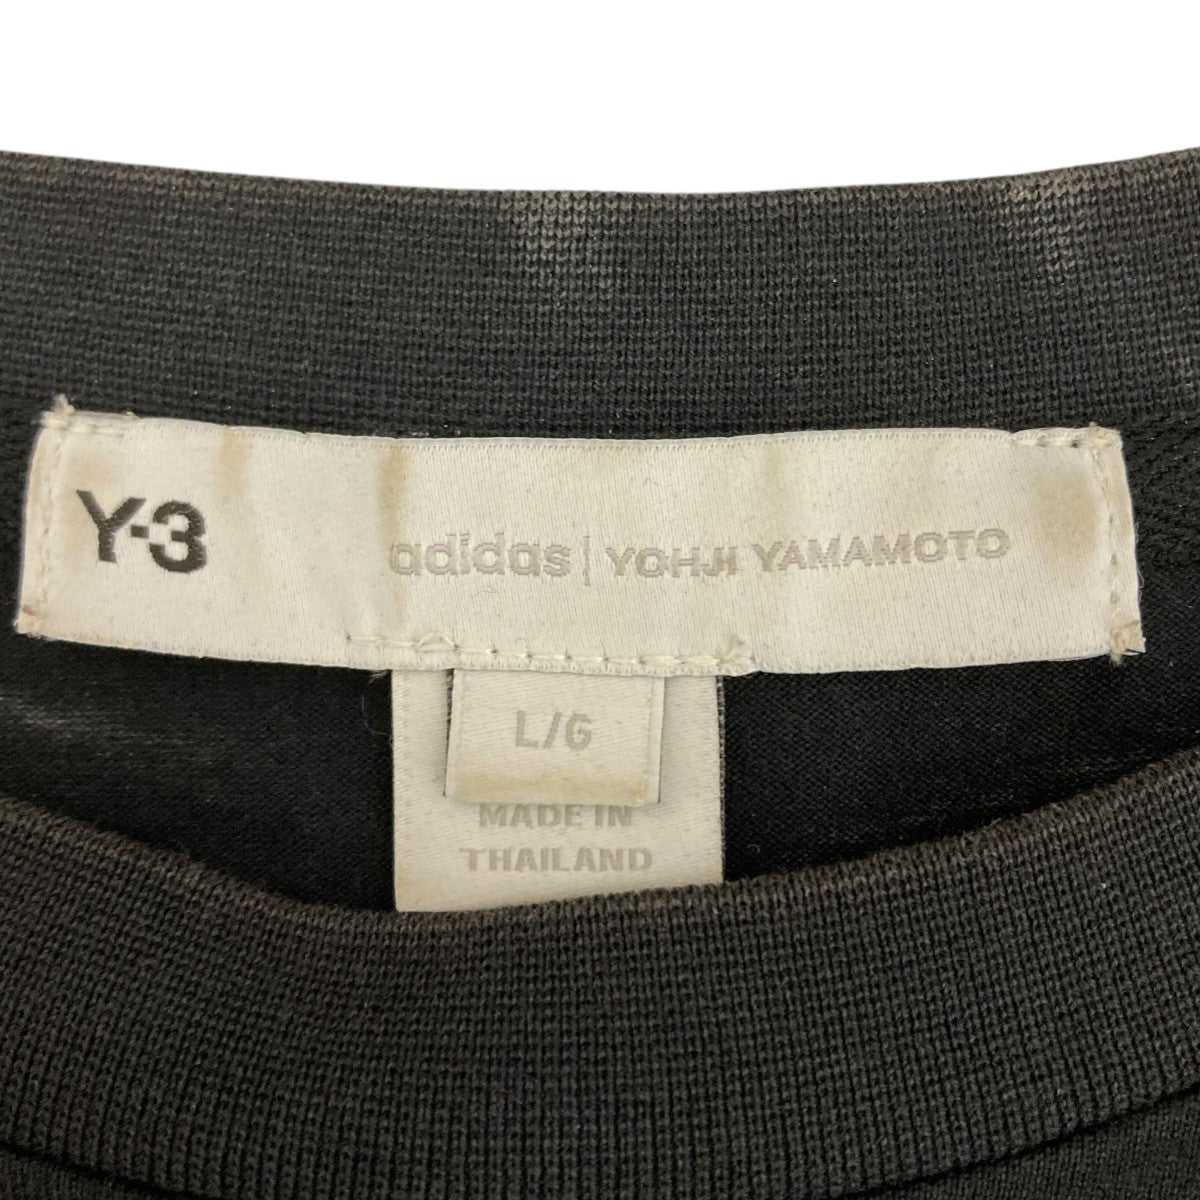 Y-3 adidas | YOHJI YAMAMOTO
L/G
MADE IN
THAILAND